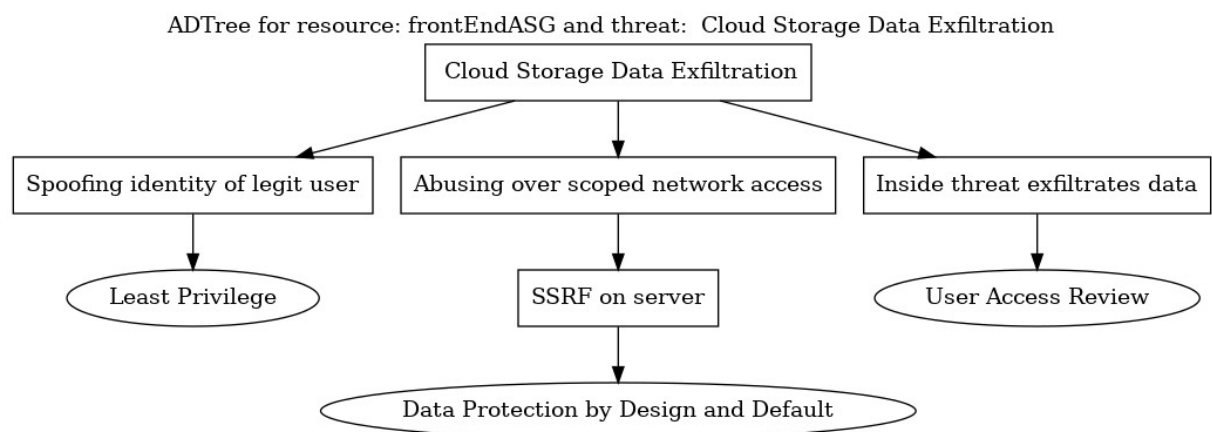 ADTree for resource: frontEndASG and threat:  Cloud Storage Data Exfiltration
Cloud Storage Data Exfiltration
Spoofing identity of legit user
Abusing over scoped network access
Inside threat exfiltrates data
Least Privilege
SSRF on server
User Access Review
Data Protection by Design and Default